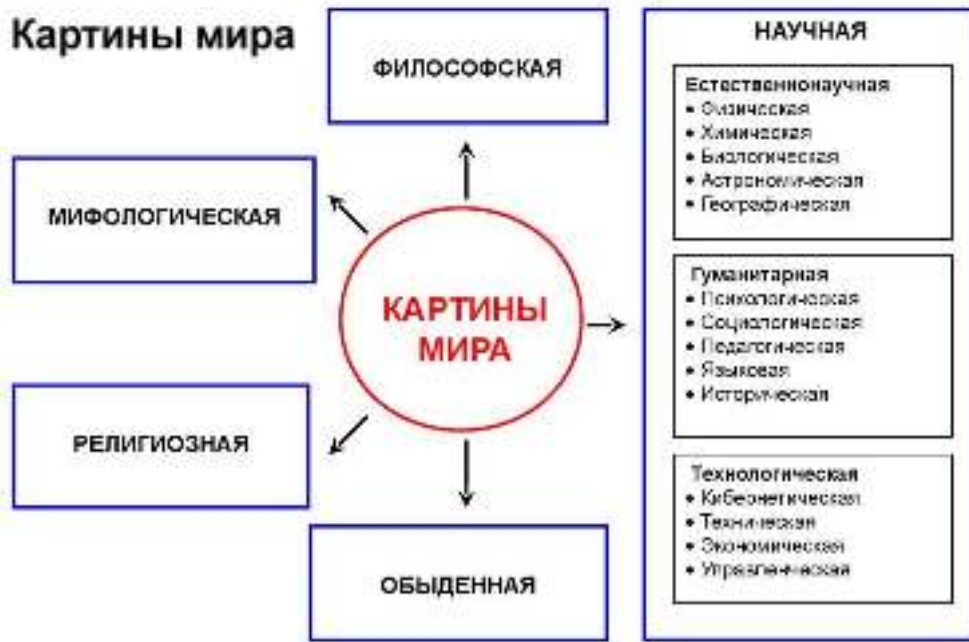 Картины мира
ФИЛОСОФСКАЯ
МИФОЛОГИЧЕСКАЯ
КАРТИНЫ
МИРА
РЕЛИГИОЗНАЯ
ОБЫДЕННАЯ
НАУЧНАЯ
Естественнонаучная
• Физическая
• Химическая
• Биологическая
• Астрономическая
• Географическая
Гуманитарная
• Психологическая
• Социологическая
• Педагогическая
• Языковая
• Историческая
Технологическая
• Кибернетическая
• Техническая
• Экономическая
• Управленческая